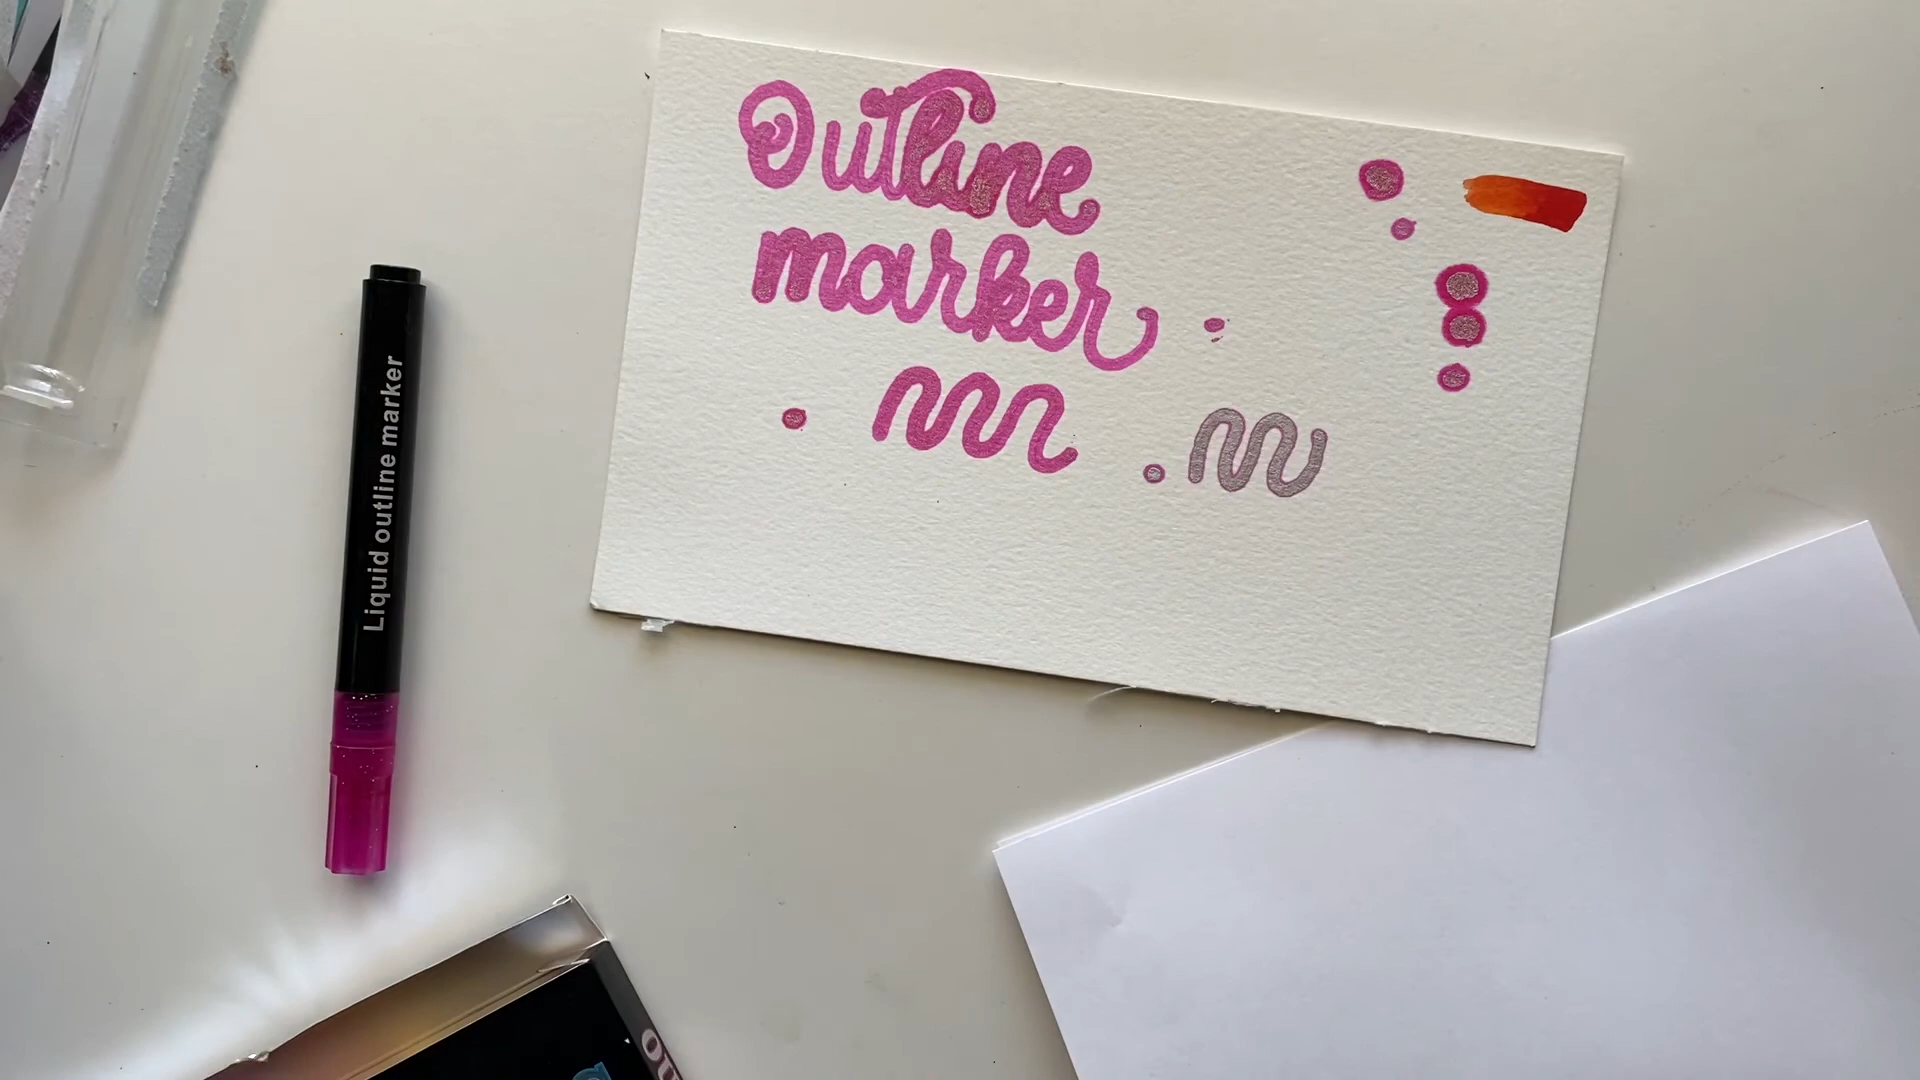 Outline
marker
Liquid outline marker